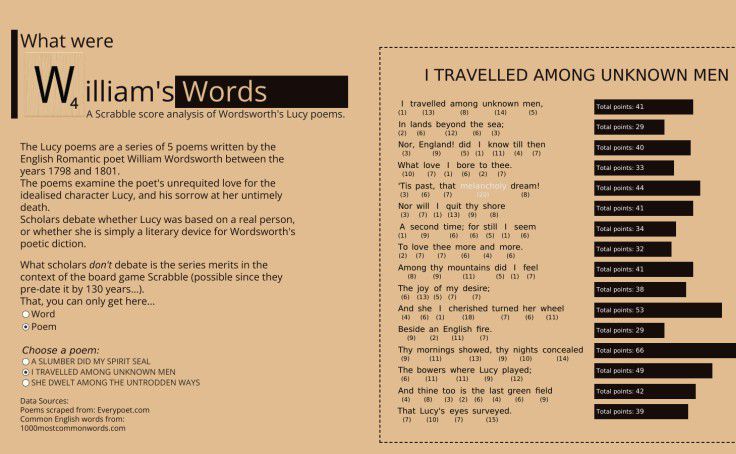 What were
W4illiam's Words
A Scrabble score analysis of Wordsworth's Lucy poems.
The Lucy poems are a series of 5 poems written by the
English Romantic poet William Wordsworth between the
years 1798 and 1801.
The poems examine the poet's unrequited love for the
idealised character Lucy, and his sorrow at her untimely
death.
Scholars debate whether Lucy was based on a real person,
or whether she is simply a literary device for Wordsworth's
poetic diction.
What scholars don't debate is the series merits in the
context of the board game Scrabble (possible since they
pre-date it by 130 years...).
That, you can only get here...
Word
Poem
Choose a poem:
A SLUMBER DID MY SPIRIT SEAL
I TRAVELLED AMONG UNKNOWN MEN
SHE DWELT AMONG THE UNTRODDEN WAYS
Data Sources:
Poems scraped from: Everypoet.com
Common English words from:
1000mostcommonwords.com
I TRAVELLED AMONG UNKNOWN MEN
I travelled among unknown men, Total points: 41
(1) (13) (8) (14) (5)
In lands beyond the sea; Total points: 29
(2) (6) (12) (6) (3)
Nor, England! did I know till then Total points: 40
(3) (9) (5) (1) (11) (4) (7)
What love I bore to thee. Total points: 33
(10) (7) (1) (6) (2) (7)
'Tis past, that melancholy dream! Total points: 44
(3) (6) (7) (20) (8)
Nor will I quit thy shore Total points: 41
(3) (7) (1) (13) (9) (8)
A second time; for still I seem Total points: 34
(1) (9) (6) (6) (5) (1) (6)
To love thee more and more. Total points: 32
(2) (7) (7) (6) (4) (6)
Among thy mountains did I feel Total points: 41
(8) (9) (11) (5) (1) (7)
The joy of my desire; Total points: 38
(6) (13) (5) (7) (7)
And she I cherished turned her wheel Total points: 53
(4) (6) (1) (18) (7) (6) (11)
Beside an English fire. Total points: 29
(9) (2) (11) (7)
Thy mornings showed, thy nights concealed Total points: 66
(9) (11) (13) (9) (10) (14)
The bowers where Lucy played; Total points: 49
(6) (11) (11) (9) (12)
And thine too is the last green field Total points: 42
(4) (8) (3) (2) (6) (4) (6) (9)
That Lucy's eyes surveyed. Total points: 39
(7) (10) (7) (15)